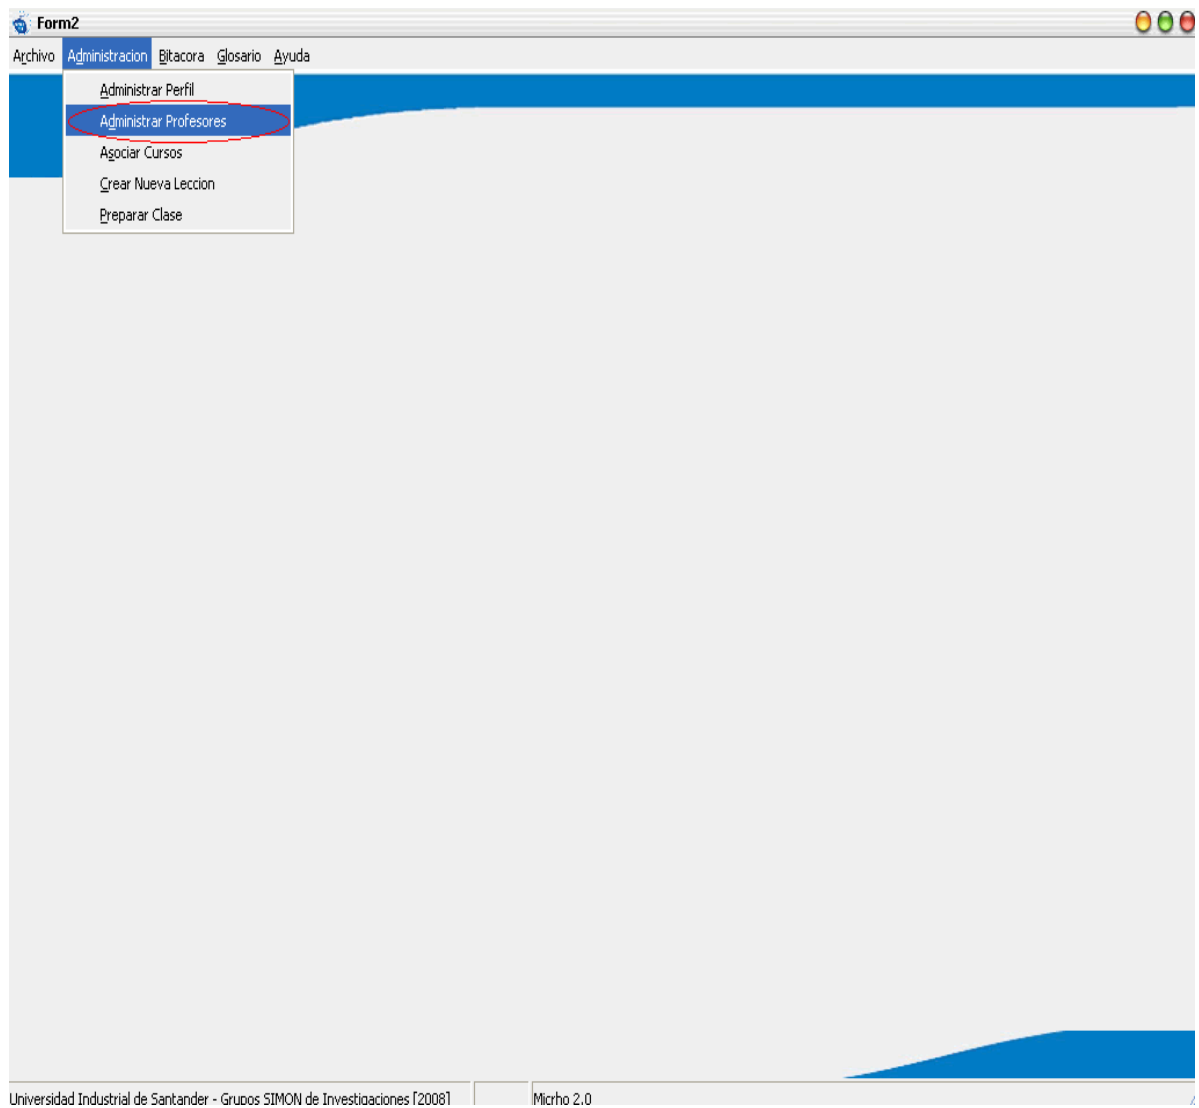 Form2
Archivo Administracion Bitacora Glosario Ayuda
Administrar Perfil
Administrar Profesores
Asociar Cursos
Crear Nueva Leccion
Preparar Clase
Universidad Industrial de Santander - Grupos SIMON de Investigaciones [2008] Micrho 2.0